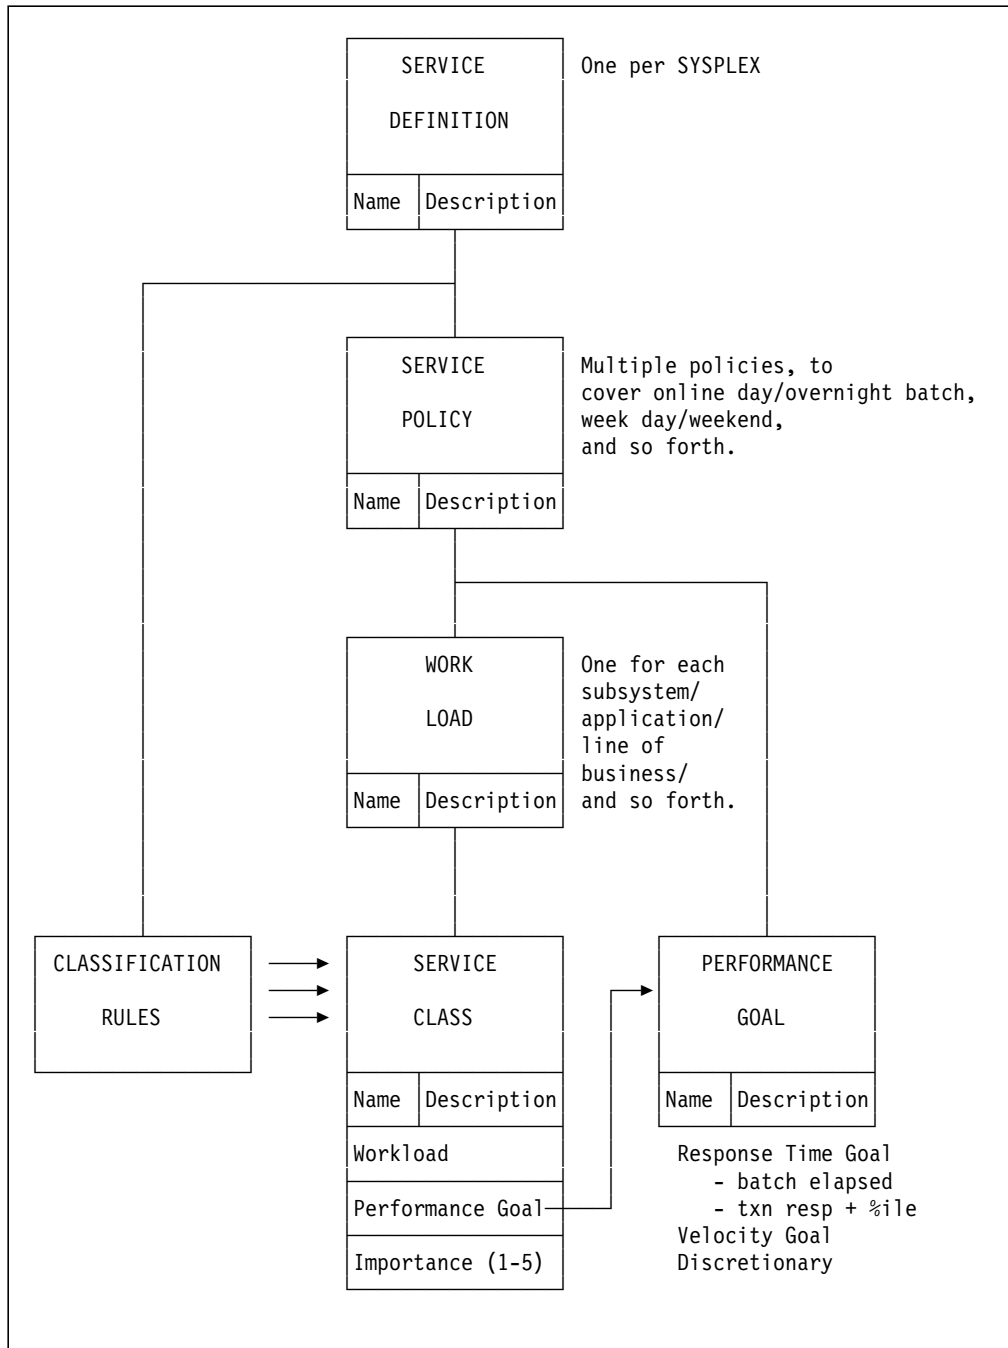 SERVICE
DEFINITION
One per SYSPLEX
Name Description
SERVICE
POLICY
Multiple policies, to
cover online day/overnight batch,
week day/weekend,
and so forth.
Name Description
WORK
LOAD
One for each
subsystem/
application/
line of
business/
and so forth.
Name Description
CLASSIFICATION
RULES
SERVICE
CLASS
Name Description
Workload
Performance Goal
Importance (1-5)
PERFORMANCE
GOAL
Name Description
Response Time Goal
- batch elapsed
- txn resp + %ile
Velocity Goal
Discretionary